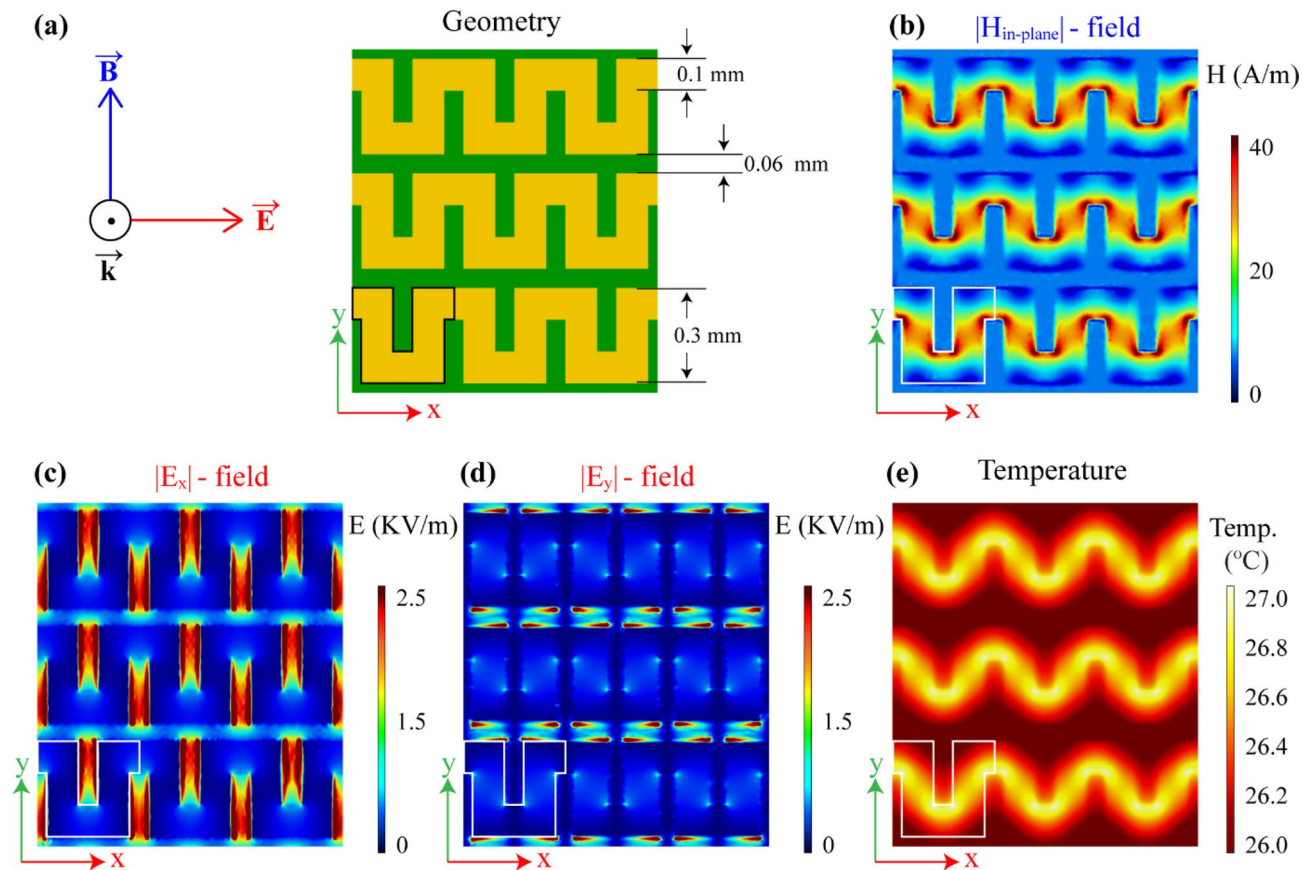 (a)
Geometry
B
E
k
0.1 mm
0.06 mm
0.3 mm
y
x
(b)
|Hin-plane| - field
H (A/m)
40
20
0
y
x
(c)
|Ex| - field
E (KV/m)
2.5
1.5
0
y
x
(d)
|Ey| - field
E (KV/m)
2.5
1.5
0
y
x
(e)
Temperature
Temp.
(°C)
27.0
26.8
26.6
26.4
26.2
26.0
y
x